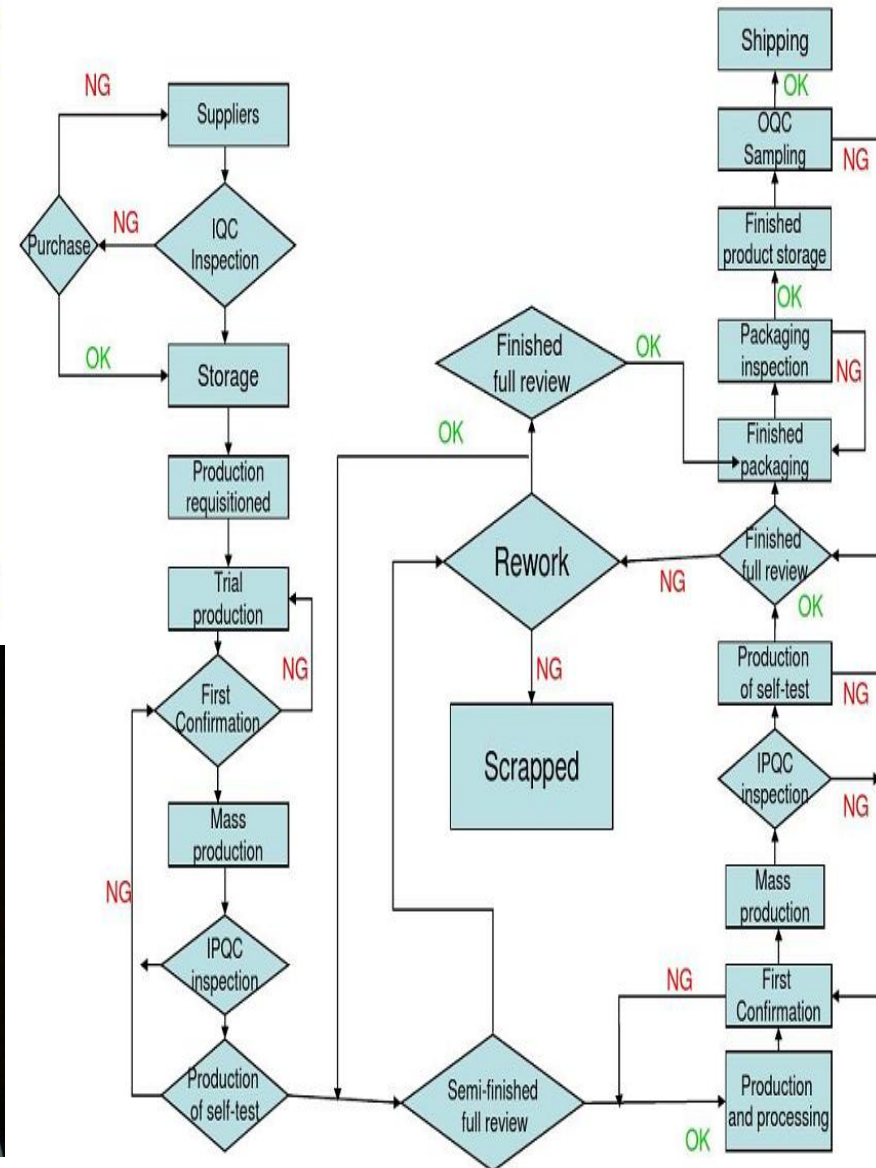 NG
Suppliers
IQC
Inspection
NG
Purchase
OK
Storage
Production
requisitioned
Trial
production
NG
First
Confirmation
Mass
production
NG
IPQC
inspection
Production
of self-test
Semi-finished
full review
OK
Finished
full review
OK
Rework
NG
Scrapped
Shipping
OK
OQC
Sampling
NG
Finished
product storage
OK
Packaging
inspection
NG
Finished
packaging
Finished
full review
NG
OK
Production
of self-test
NG
IPQC
inspection
NG
Mass
production
NG
First
Confirmation
Production
and processing
OK